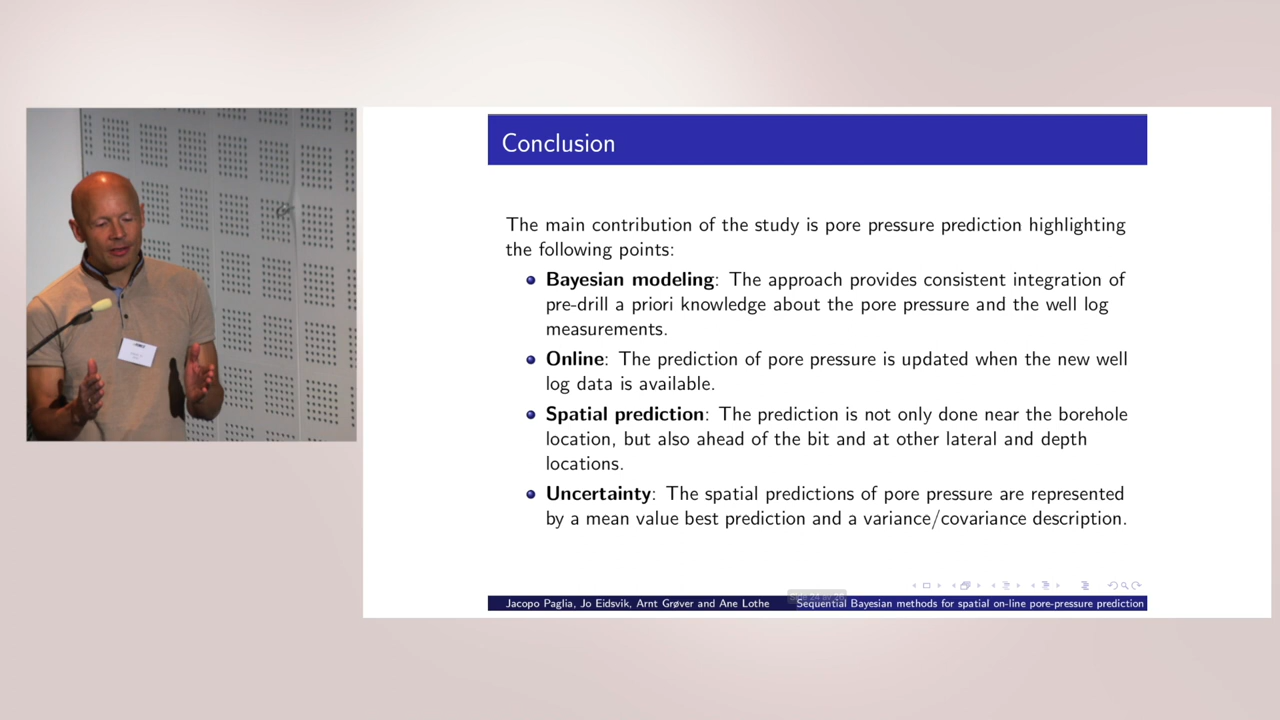 Conclusion
The main contribution of the study is pore pressure prediction highlighting
the following points:
Bayesian modeling: The approach provides consistent integration of
pre-drill a priori knowledge about the pore pressure and the well log
measurements.
Online: The prediction of pore pressure is updated when the new well
log data is available.
Spatial prediction: The prediction is not only done near the borehole
location, but also ahead of the bit and at other lateral and depth
locations.
Uncertainty: The spatial predictions of pore pressure are represented
by a mean value best prediction and a variance/covariance description.
Jacopo Paglia, Jo Eidsvik, Arnt Grøver and Ane Lothe
Sequential Bayesian methods for spatial on-line pore-pressure prediction